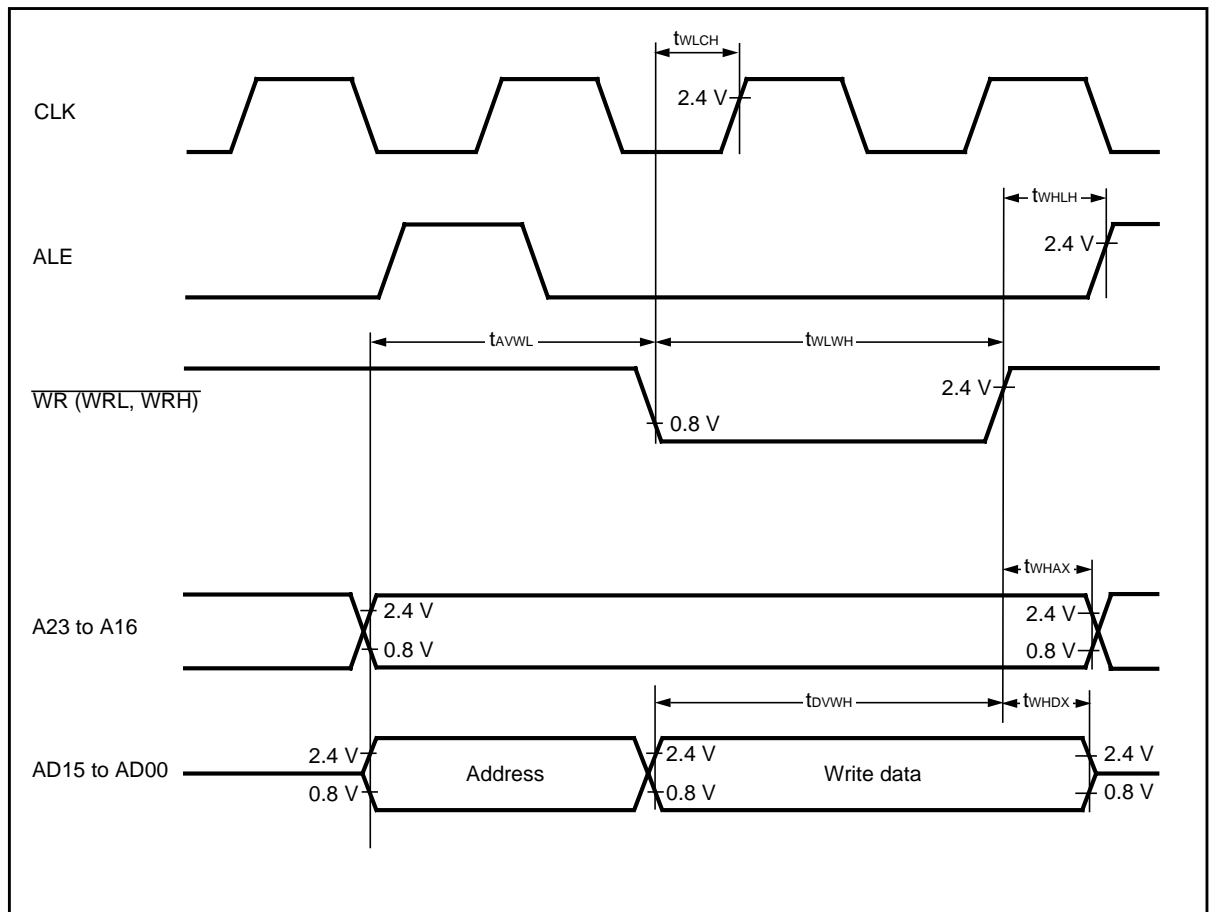 tWLCH
CLK
2.4 V
tWHLH
ALE
2.4 V
tAVWL
tWLWH
WR (WRL, WRH)
2.4 V
0.8 V
tWHAX
A23 to A16
2.4 V
2.4 V
0.8 V
0.8 V
tDVWH
tWHDX
AD15 to AD00
2.4 V
Address
2.4 V
Write data
2.4 V
0.8 V
0.8 V
0.8 V